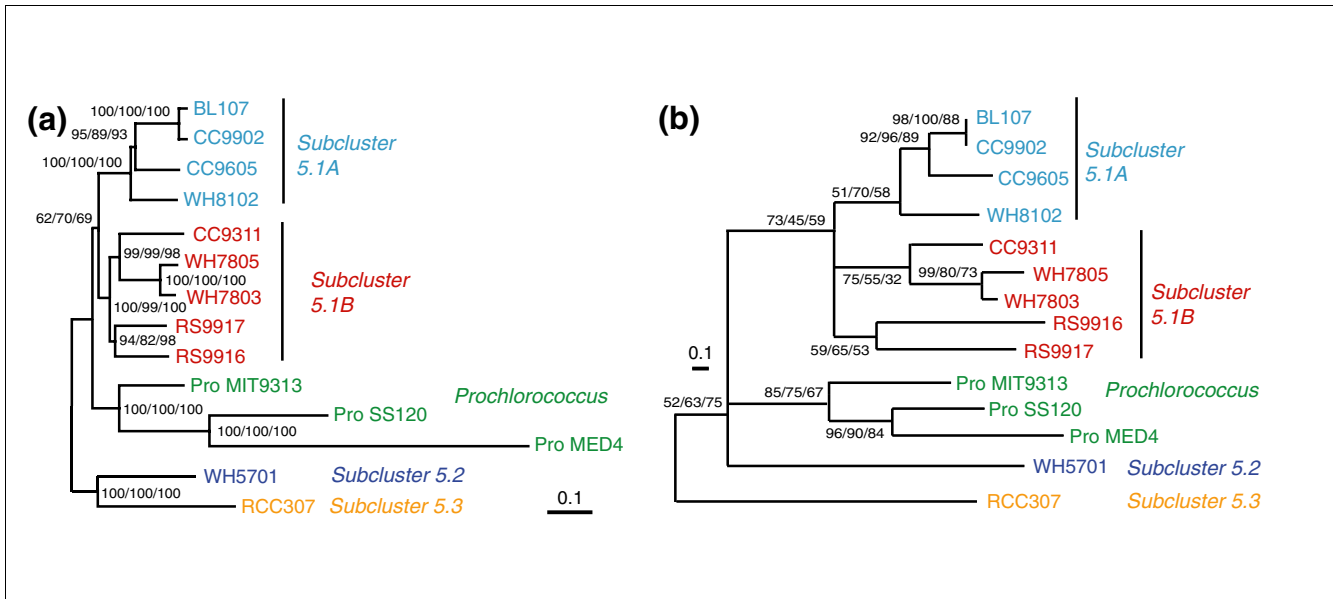 (a)
100/100/100
BL107
95/89/93
CC9902
Subcluster
5.1A
100/100/100
CC9605
WH8102
62/70/69
CC9311
99/99/98
WH7805
100/100/100
Subcluster
5.1B
WH7803
100/99/100
RS9917
94/82/98
RS9916
Pro MIT9313
Prochlorococcus
100/100/100
Pro SS120
100/100/100
Pro MED4
WH5701
Subcluster 5.2
100/100/100
RCC307
Subcluster 5.3
0.1
(b)
98/100/88
BL107
92/96/89
CC9902
Subcluster
5.1A
CC9605
51/70/58
WH8102
73/45/59
CC9311
99/80/73
WH7805
75/55/32
Subcluster
5.1B
WH7803
RS9916
59/65/53
RS9917
0.1
Pro MIT9313
Prochlorococcus
85/75/67
52/63/75
Pro SS120
96/90/84
Pro MED4
WH5701
Subcluster 5.2
RCC307
Subcluster 5.3